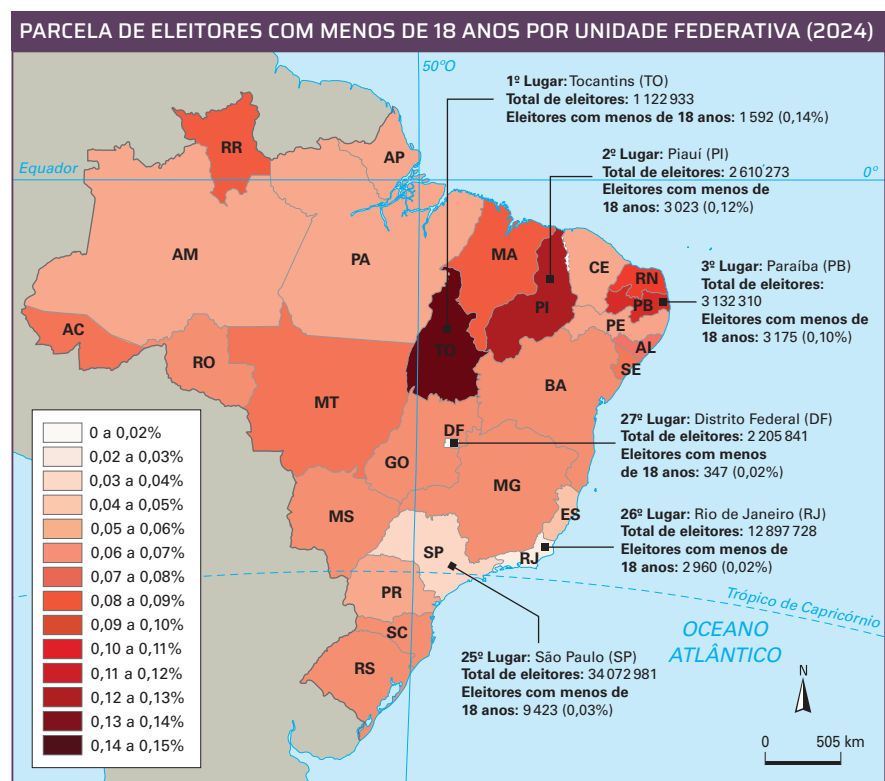 PARCELA DE ELEITORES COM MENOS DE 18 ANOS POR UNIDADE FEDERATIVA (2024)
50ºO
1º Lugar: Tocantins (TO)
Total de eleitores: 1 122 933
Eleitores com menos de 18 anos: 1 592 (0,14%)
2º Lugar: Piauí (PI)
Total de eleitores: 2 610 273
Eleitores com menos de
18 anos: 3 023 (0,12%)
Equador
0º
3º Lugar: Paraíba (PB)
Total de eleitores:
3 132 310
Eleitores com menos de
18 anos: 3 175 (0,10%)
RR
AP
AM
PA
MA
CE
RN
PB
PI
PE
AL
SE
AC
RO
TO
BA
MT
DF
GO
MG
ES
MS
SP
RJ
PR
SC
RS
27º Lugar: Distrito Federal (DF)
Total de eleitores: 2 205 841
Eleitores com menos
de 18 anos: 347 (0,02%)
26º Lugar: Rio de Janeiro (RJ)
Total de eleitores: 12 897 728
Eleitores com menos de
18 anos: 2 960 (0,02%)
25º Lugar: São Paulo (SP)
Total de eleitores: 34 072 981
Eleitores com menos de
18 anos: 9 423 (0,03%)
Trópico de Capricórnio
OCEANO
ATLÂNTICO
N
0 505 km
0 a 0,02%
0,02 a 0,03%
0,03 a 0,04%
0,04 a 0,05%
0,05 a 0,06%
0,06 a 0,07%
0,07 a 0,08%
0,08 a 0,09%
0,09 a 0,10%
0,10 a 0,11%
0,11 a 0,12%
0,12 a 0,13%
0,13 a 0,14%
0,14 a 0,15%